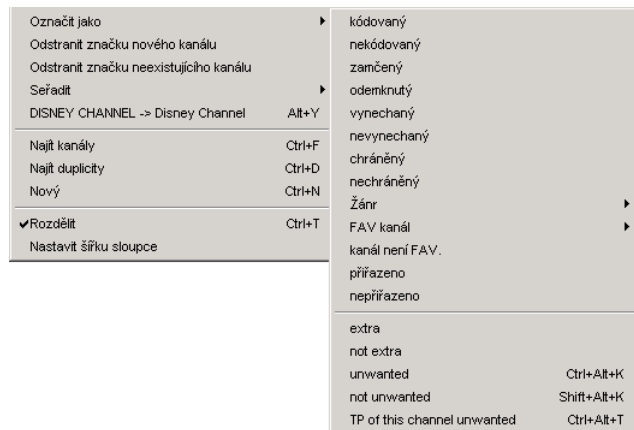 Označit jako
Odstranit značku nového kanálu
Odstranit značku neexistujícího kanálu
Seřadit
DISNEY CHANNEL -> Disney Channel Alt+Y
Najít kanály Ctrl+F
Najít duplicity Ctrl+D
Nový Ctrl+N
Rozdělit Ctrl+T
Nastavit šířku sloupce
kódovaný
nekódovaný
zamčený
odemknutý
vynechaný
nevynechaný
chráněný
nechráněný
Žánr
FAV kanál
kanál není FAV.
přiřazeno
nepřiřazeno
extra
not extra
unwanted Ctrl+Alt+K
not unwanted Shift+Alt+K
TP of this channel unwanted Ctrl+Alt+T